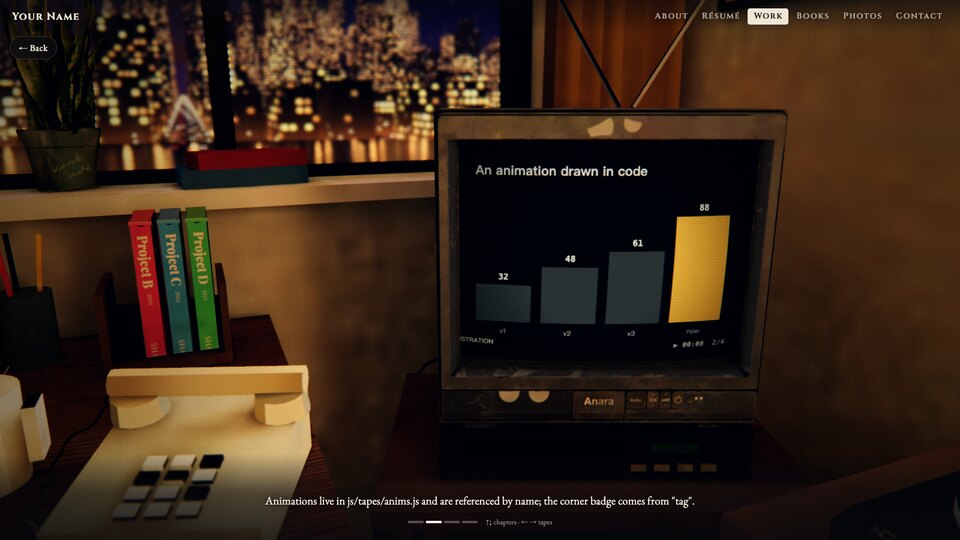 YOUR NAME
ABOUT
RÉSUMÉ
WORK
BOOKS
PHOTOS
CONTACT
← Back
An animation drawn in code
88
61
48
32
v1
v2
v3
now
STRATION
▶ 00:08 2/4
Project B
Project C
Project D
Anara
CH
Animations live in js/tapes/anims.js and are referenced by name; the corner badge comes from "tag".
↑↓ chapters · ← → tapes